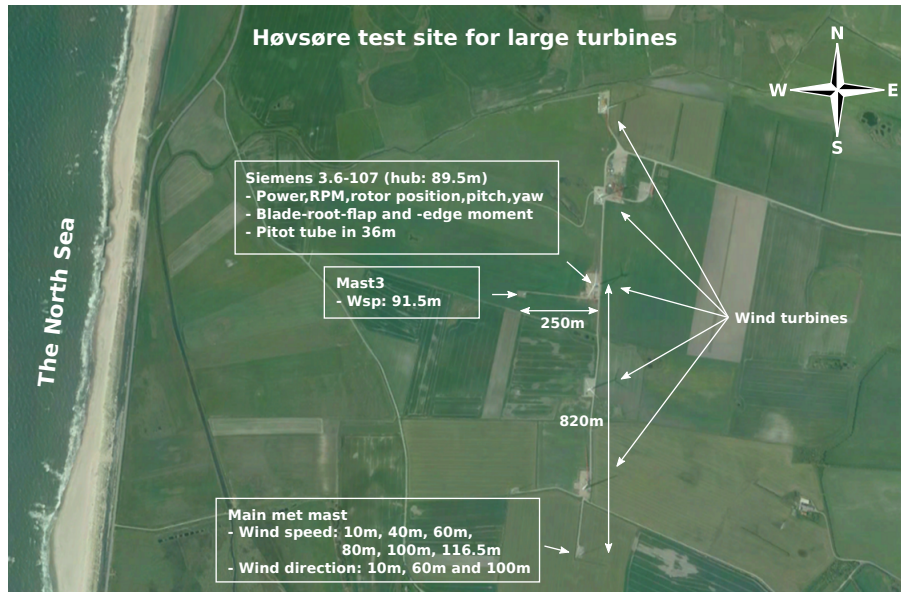 Høvsøre test site for large turbines
N
W
E
S
Siemens 3.6-107 (hub: 89.5m)
- Power,RPM,rotor position,pitch,yaw
- Blade-root-flap and -edge moment
- Pitot tube in 36m
The North Sea
Mast3
- Wsp: 91.5m
250m
Wind turbines
820m
Main met mast
- Wind speed: 10m, 40m, 60m,
80m, 100m, 116.5m
- Wind direction: 10m, 60m and 100m